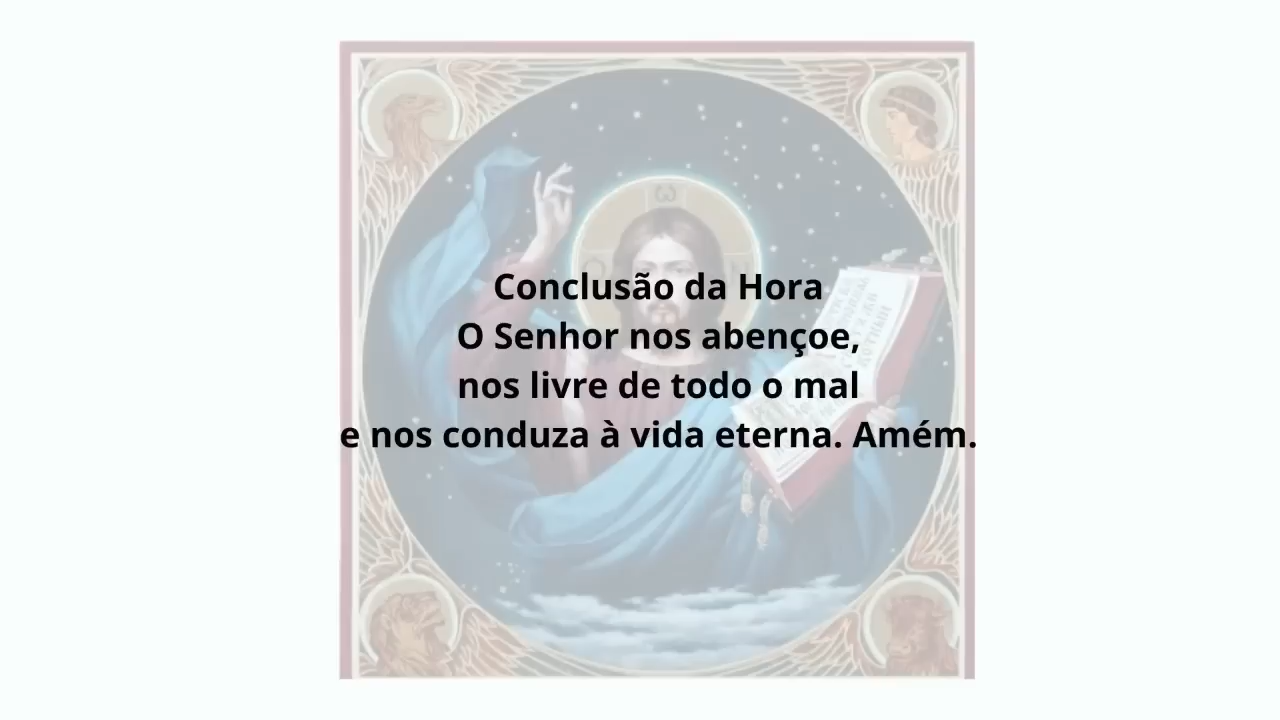 Conclusão da Hora
O Senhor nos abençoe,
nos livre de todo o mal
e nos conduza à vida eterna. Amém.